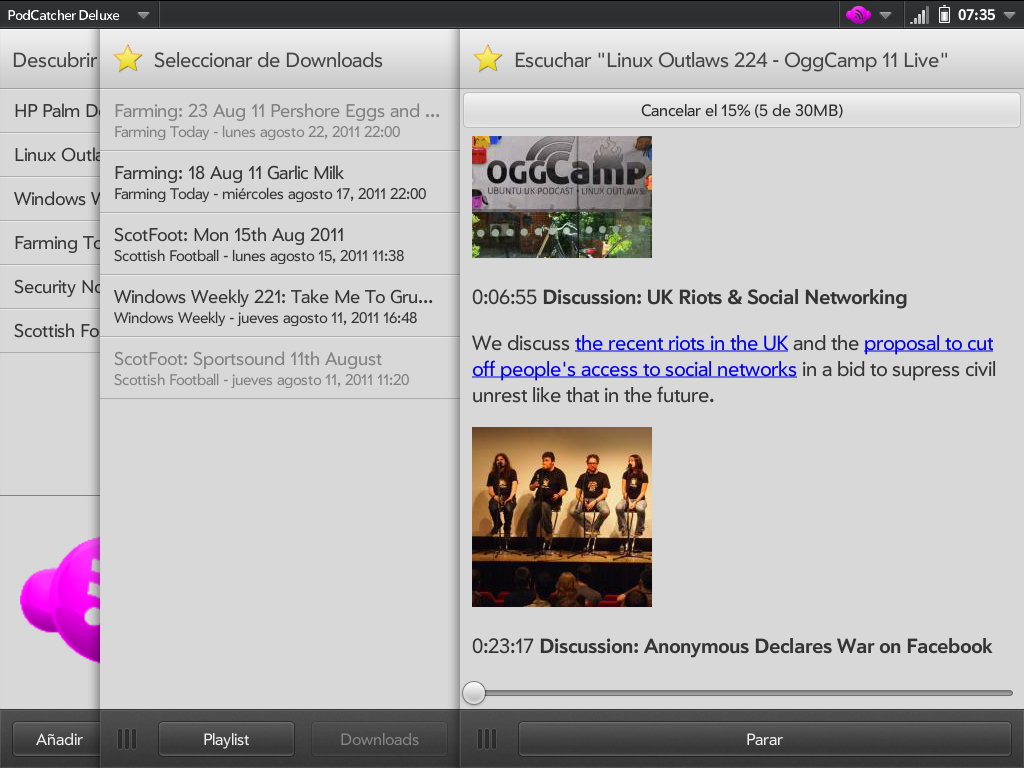 PodCatcher Deluxe
07:35
Descubrir
HP Palm De
Linux Outla
Windows W
Farming To
Security No
Scottish Fo
Añadir
Seleccionar de Downloads
Farming: 23 Aug 11 Pershore Eggs and ...
Farming Today - lunes agosto 22, 2011 22:00
Farming: 18 Aug 11 Garlic Milk
Farming Today - miércoles agosto 17, 2011 22:00
ScotFoot: Mon 15th Aug 2011
Scottish Football - lunes agosto 15, 2011 11:38
Windows Weekly 221: Take Me To Gru...
Windows Weekly - jueves agosto 11, 2011 16:48
ScotFoot: Sportsound 11th August
Scottish Football - jueves agosto 11, 2011 11:20
Playlist
Downloads
Escuchar "Linux Outlaws 224 - OggCamp 11 Live"
Cancelar el 15% (5 de 30MB)
OGGCAMP
UBUNTU UK PODCAST • LINUX OUTLAWS
0:06:55 Discussion: UK Riots & Social Networking
We discuss the recent riots in the UK and the proposal to cut
off people's access to social networks in a bid to supress civil
unrest like that in the future.
0:23:17 Discussion: Anonymous Declares War on Facebook
Parar